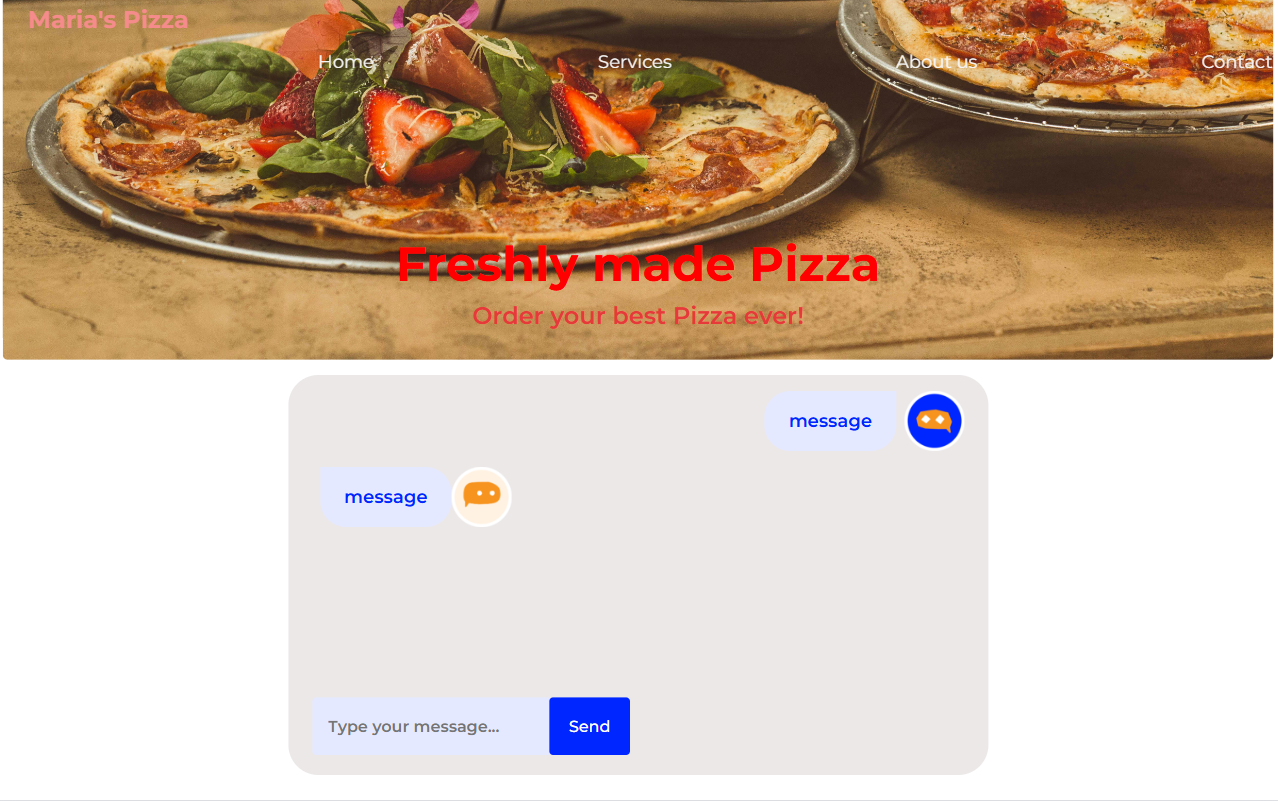 Maria's Pizza
Home Services About us Contact
Freshly made Pizza
Order your best Pizza ever!
message
message
Type your message...
Send